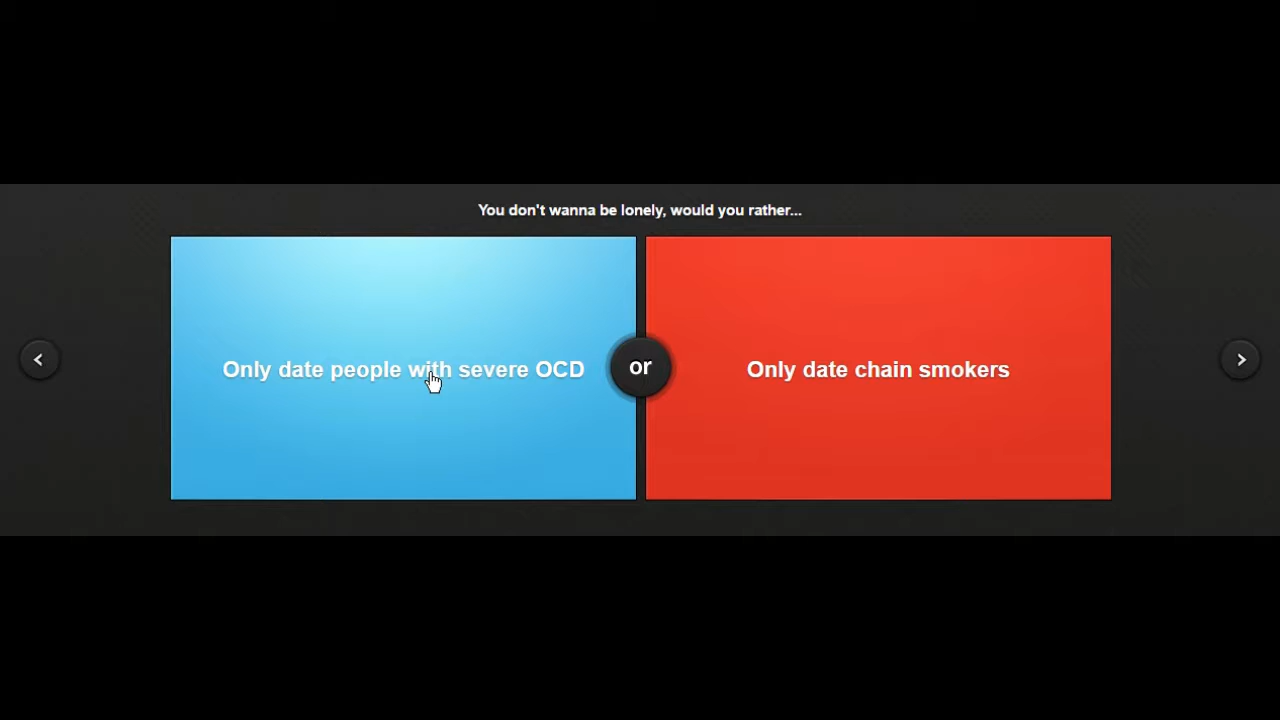 You don't wanna be lonely, would you rather...
Only date people with severe OCD
or
Only date chain smokers